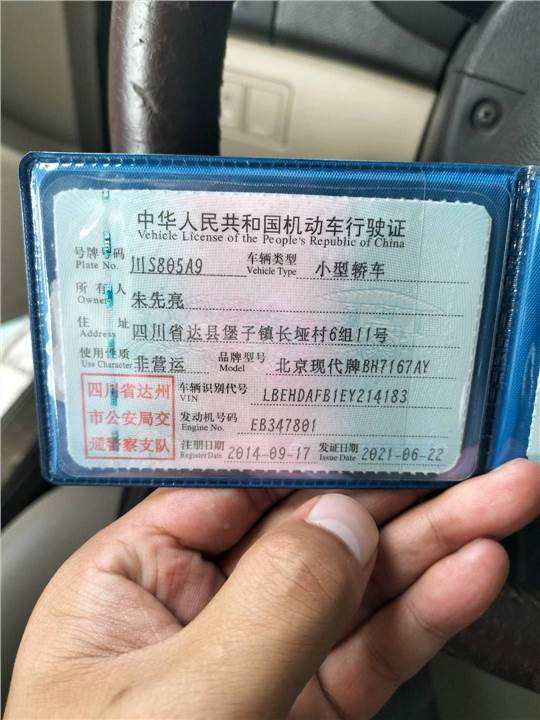 中华人民共和国机动车行驶证
Vehicle License of the People's Republic of China
号牌号码 Plate No. 川S805A9 车辆类型 Vehicle Type 小型轿车
所有人 Owner 朱先亮
住址 Address 四川省达县堡子镇长垭村6组11号
使用性质 Use Character 非营运 品牌型号 Model 北京现代牌BH7167AY
四川省达州
市公安局交
通警察支队
车辆识别代号 VIN LBEHDAFB1EY214183
发动机号码 Engine No. EB347801
注册日期 Register Date 2014-09-17 发证日期 Issue Date 2021-06-22